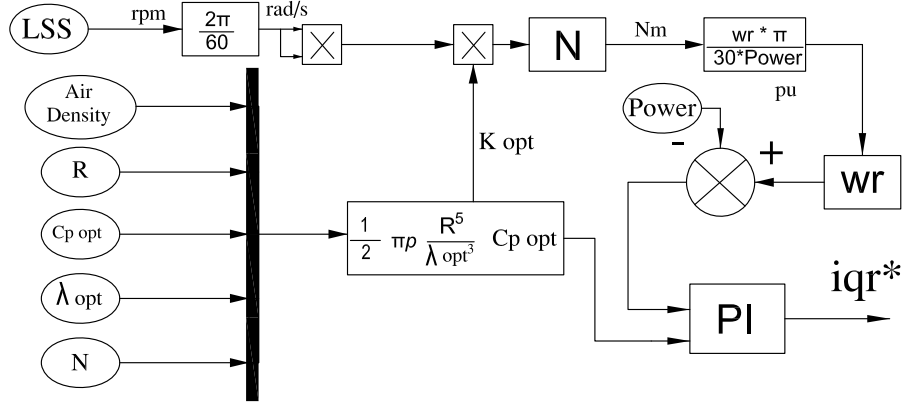 LSS
rpm
2π
60
rad/s
N
Nm
wr * π
30*Power
pu
Air
Density
R
Cp opt
λ opt
N
K opt
1
2
πp
R⁵
λ opt³
Cp opt
Power
-
+
wr
PI
iqr*